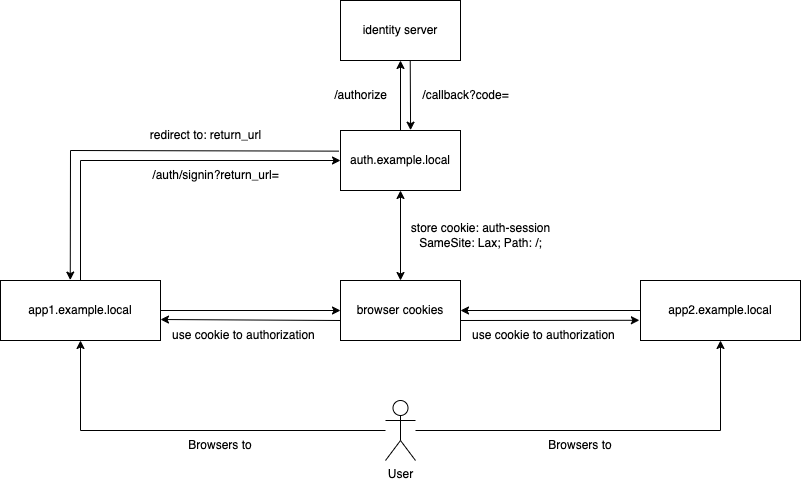 identity server
/authorize
/callback?code=
redirect to: return_url
auth.example.local
/auth/signin?return_url=
store cookie: auth-session
SameSite: Lax; Path: /;
app1.example.local
browser cookies
app2.example.local
use cookie to authorization
use cookie to authorization
Browsers to
Browsers to
User